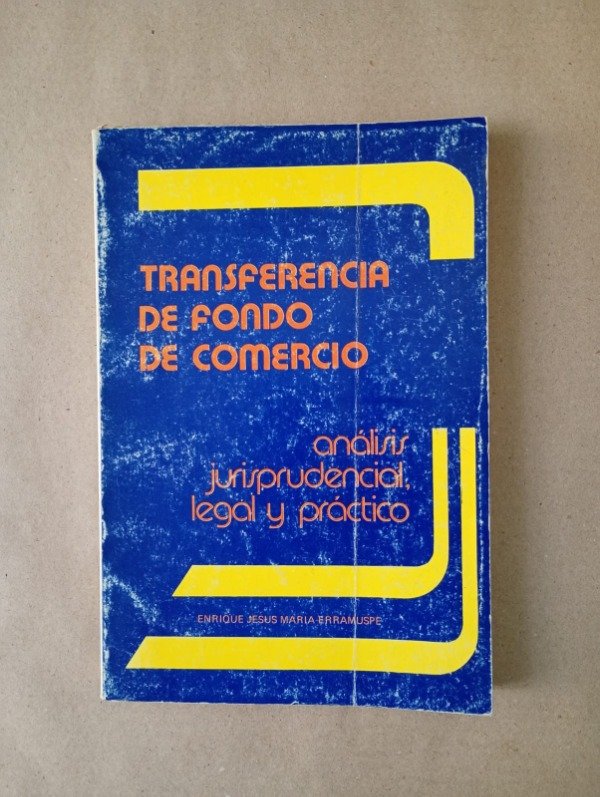 TRANSFERENCIA
DE FONDO
DE COMERCIO
análisis
jurisprudencial,
legal y práctico
ENRIQUE JESUS MARIA ERRAMUSPE